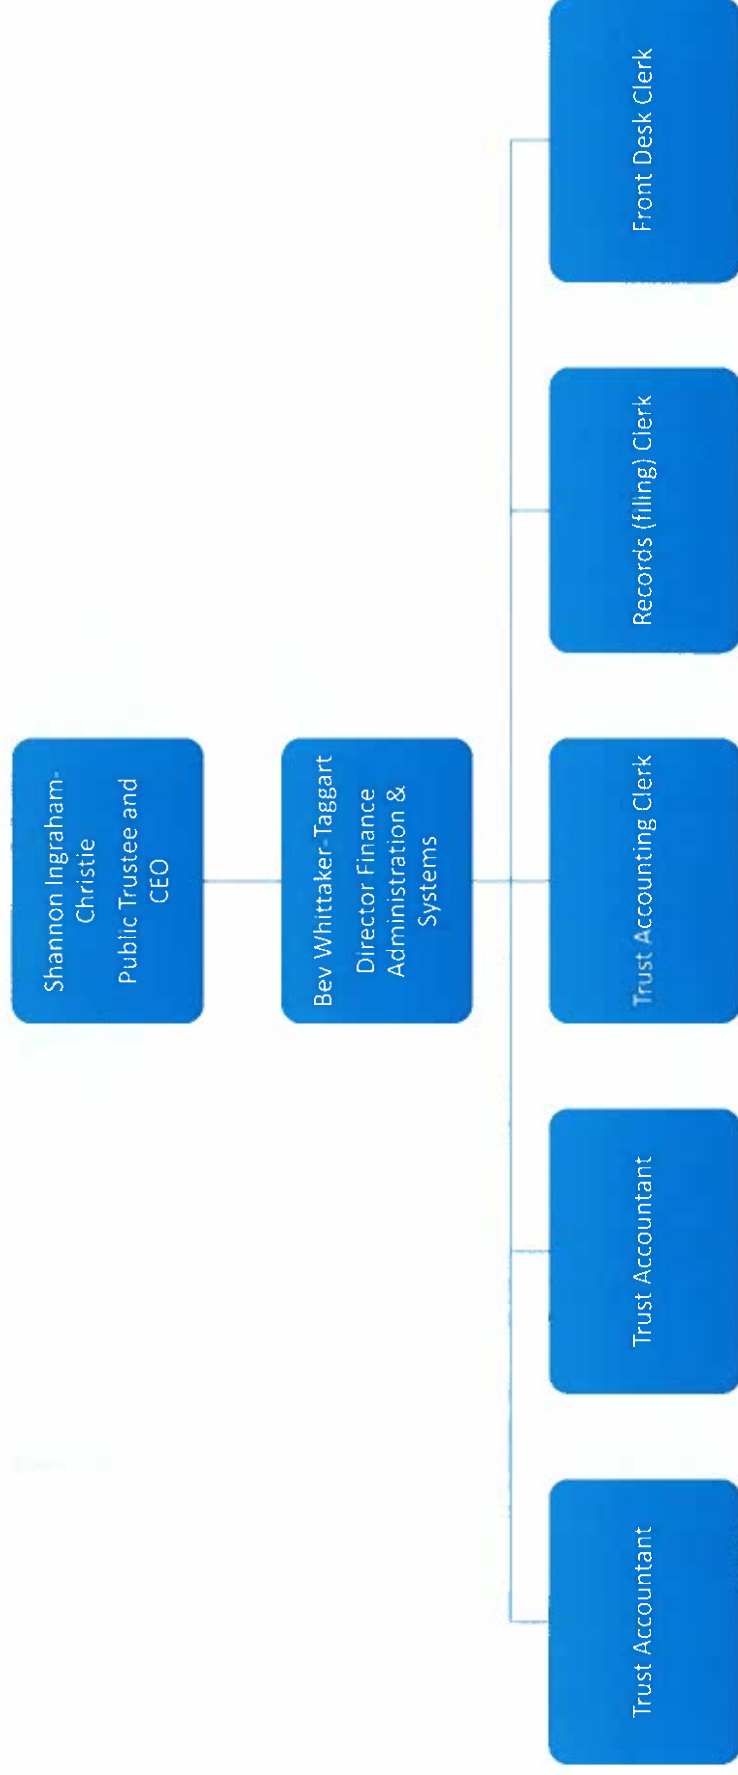 Shannon Ingraham-
Christie
Public Trustee and
CEO
Bev Whittaker-Taggart
Director Finance
Administration &
Systems
Trust Accountant
Trust Accountant
Trust Accounting Clerk
Records (filing) Clerk
Front Desk Clerk